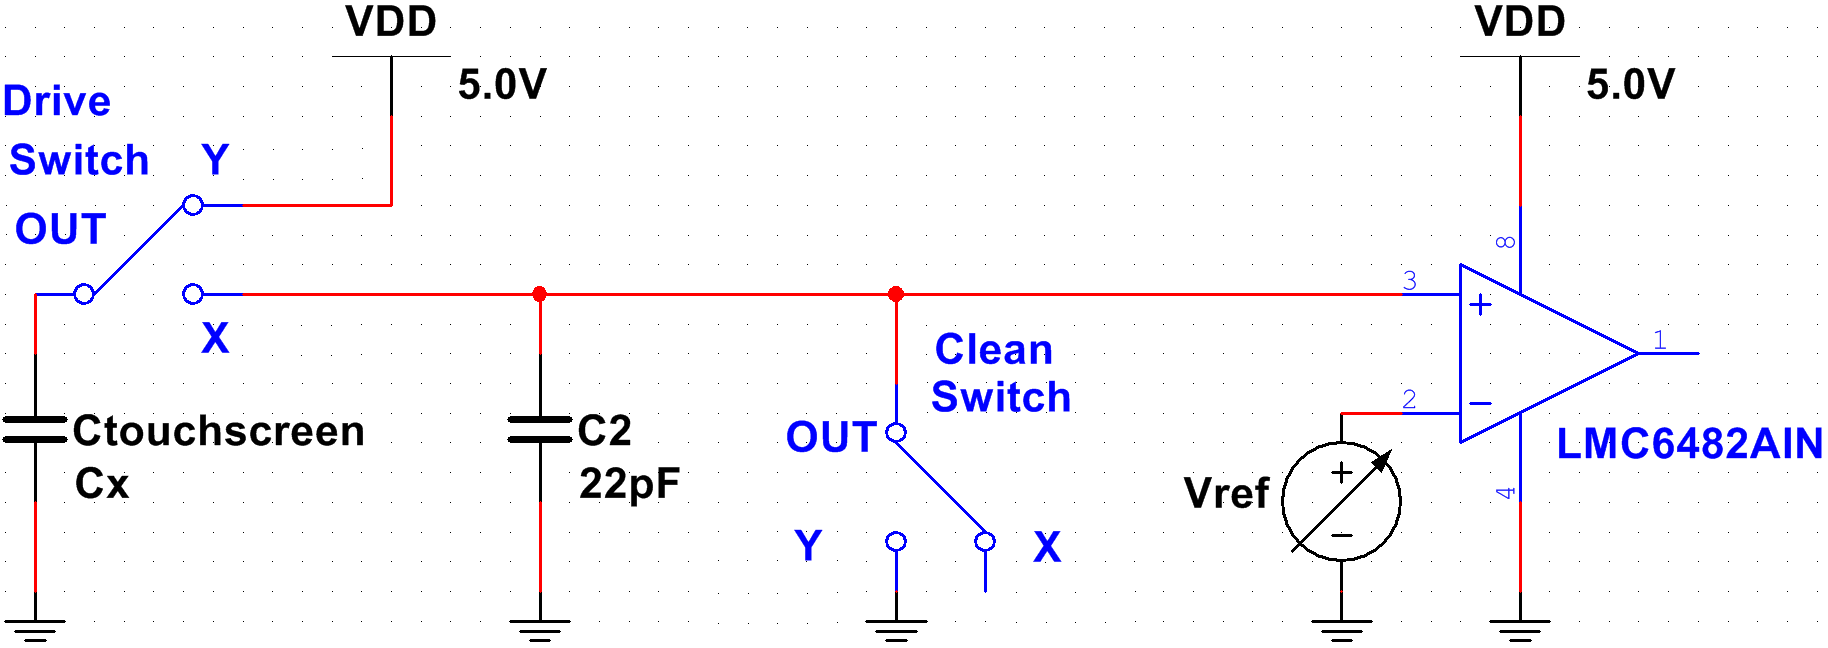 VDD
5.0V
Drive
Switch
Y
OUT
X
Ctouchscreen
Cx
C2
22pF
Clean
Switch
OUT
Y
X
Vref
+
−
VDD
5.0V
8
3
+
2
−
1
4
LMC6482AIN